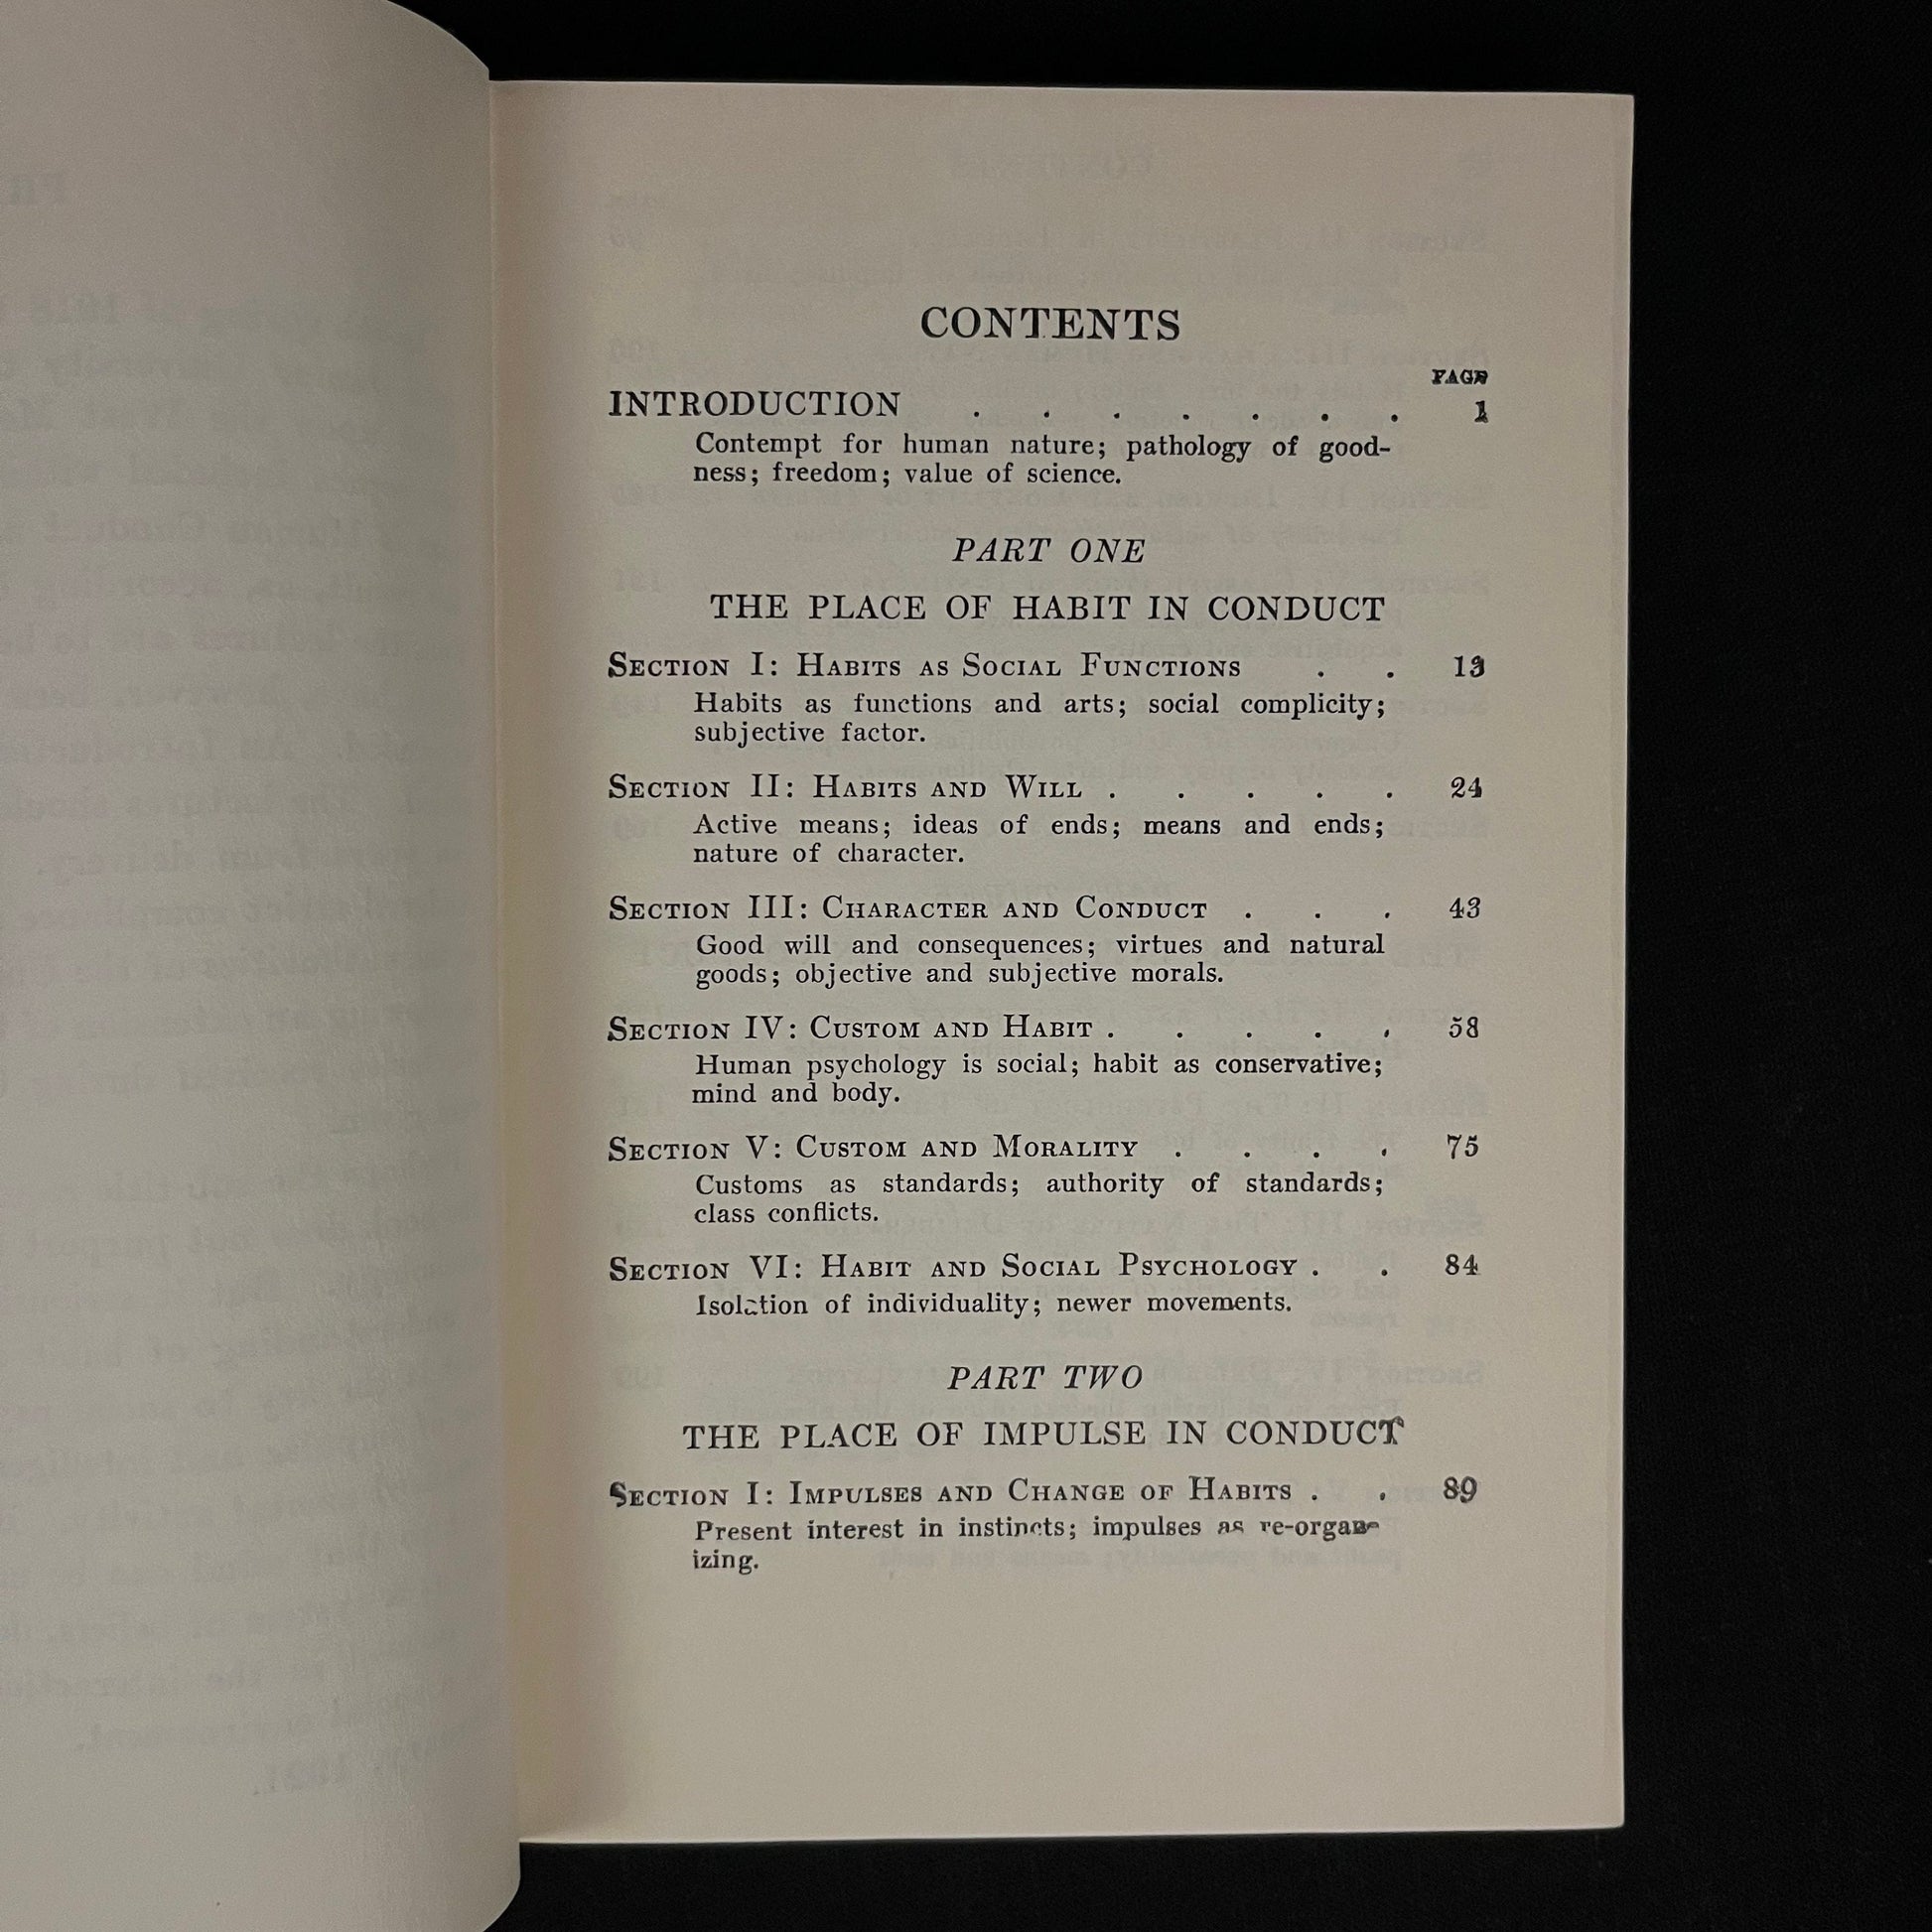 CONTENTS
PAGE
INTRODUCTION . . . . . . . 1
Contempt for human nature; pathology of good-
ness; freedom; value of science.
PART ONE
THE PLACE OF HABIT IN CONDUCT
SECTION I: HABITS AS SOCIAL FUNCTIONS . . 13
Habits as functions and arts; social complicity;
subjective factor.
SECTION II: HABITS AND WILL . . . . . 24
Active means; ideas of ends; means and ends;
nature of character.
SECTION III: CHARACTER AND CONDUCT . . . 43
Good will and consequences; virtues and natural
goods; objective and subjective morals.
SECTION IV: CUSTOM AND HABIT . . . . . 58
Human psychology is social; habit as conservative;
mind and body.
SECTION V: CUSTOM AND MORALITY . . . . 75
Customs as standards; authority of standards;
class conflicts.
SECTION VI: HABIT AND SOCIAL PSYCHOLOGY . . 84
Isolation of individuality; newer movements.
PART TWO
THE PLACE OF IMPULSE IN CONDUCT
SECTION I: IMPULSES AND CHANGE OF HABITS . . 89
Present interest in instincts; impulses as re-organ-
izing.